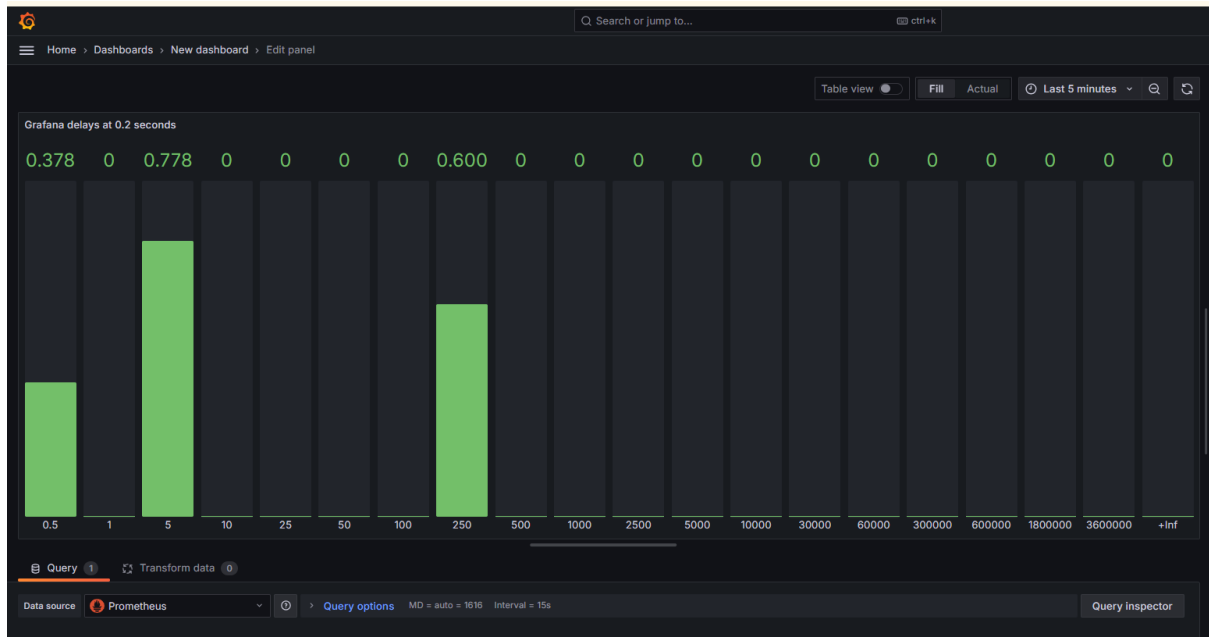 Search or jump to... ctrl+k
Home › Dashboards › New dashboard › Edit panel
Table view Fill Actual Last 5 minutes
Grafana delays at 0.2 seconds
0.378 0 0.778 0 0 0 0 0.600 0 0 0 0 0 0 0 0 0 0 0 0
0.5 1 5 10 25 50 100 250 500 1000 2500 5000 10000 30000 60000 300000 600000 1800000 3600000 +Inf
Query 1 Transform data 0
Data source Prometheus › Query options MD = auto = 1616 Interval = 15s Query inspector